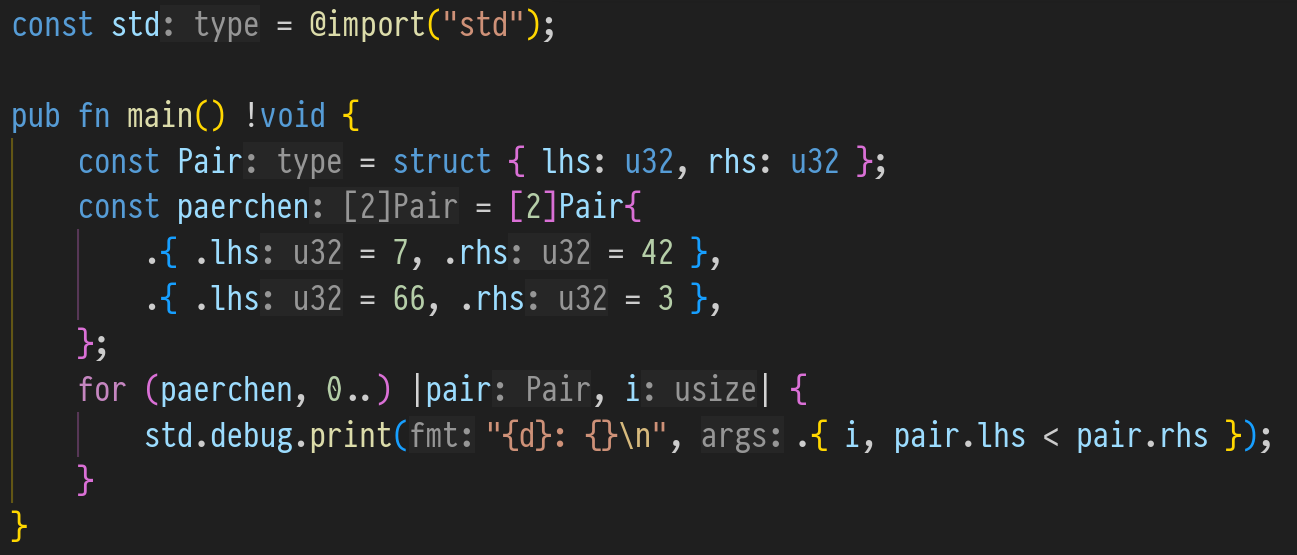 const std: type = @import("std");

pub fn main() !void {
    const Pair: type = struct { lhs: u32, rhs: u32 };
    const paerchen: [2]Pair = [2]Pair{
        .{ .lhs: u32 = 7, .rhs: u32 = 42 },
        .{ .lhs: u32 = 66, .rhs: u32 = 3 },
    };
    for (paerchen, 0..) |pair: Pair, i: usize| {
        std.debug.print(fmt: "{d}: {}\n", args: .{ i, pair.lhs < pair.rhs });
    }
}